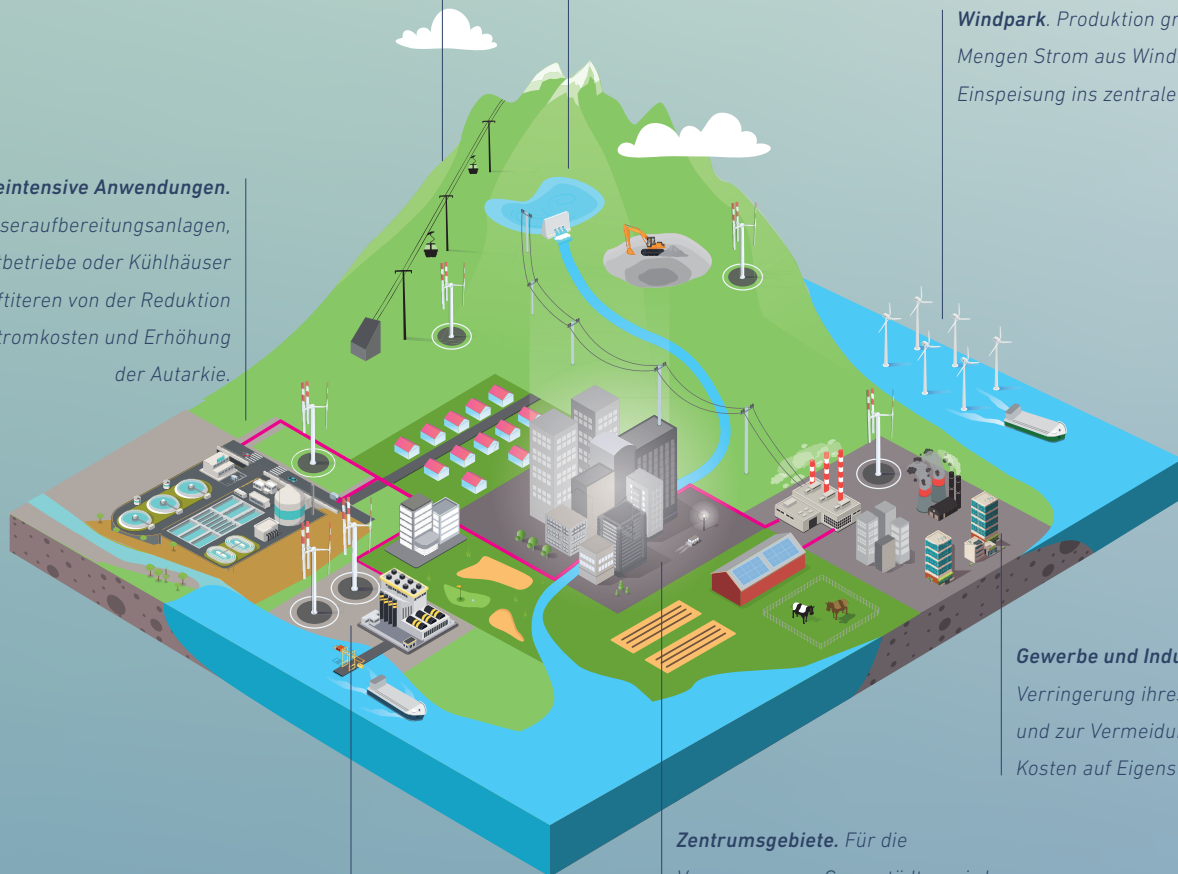 Windpark. Produktion gr
Mengen Strom aus Wind
Einspeisung ins zentrale
eintensive Anwendungen.
seraufbereitungsanlagen,
tbetriebe oder Kühlhäuser
ftiteren von der Reduktion
tromkosten und Erhöhung
der Autarkie.
Gewerbe und Indu
Verringerung ihre
und zur Vermeidu
Kosten auf Eigens
Zentrumsgebiete. Für die